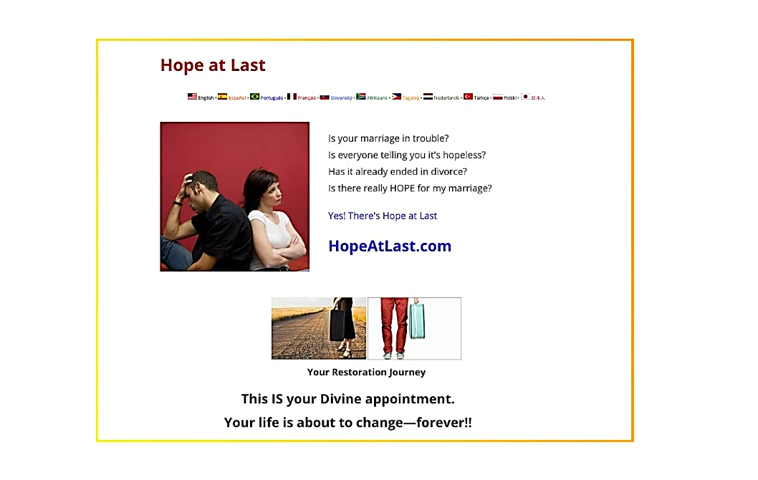 Hope at Last
English • Español • Português • Français • Slovenský • Afrikaans • Tagalog • Nederlands • Türkçe • Polski • 日本人
Is your marriage in trouble?
Is everyone telling you it's hopeless?
Has it already ended in divorce?
Is there really HOPE for my marriage?
Yes! There's Hope at Last
HopeAtLast.com
Your Restoration Journey
This IS your Divine appointment.
Your life is about to change—forever!!